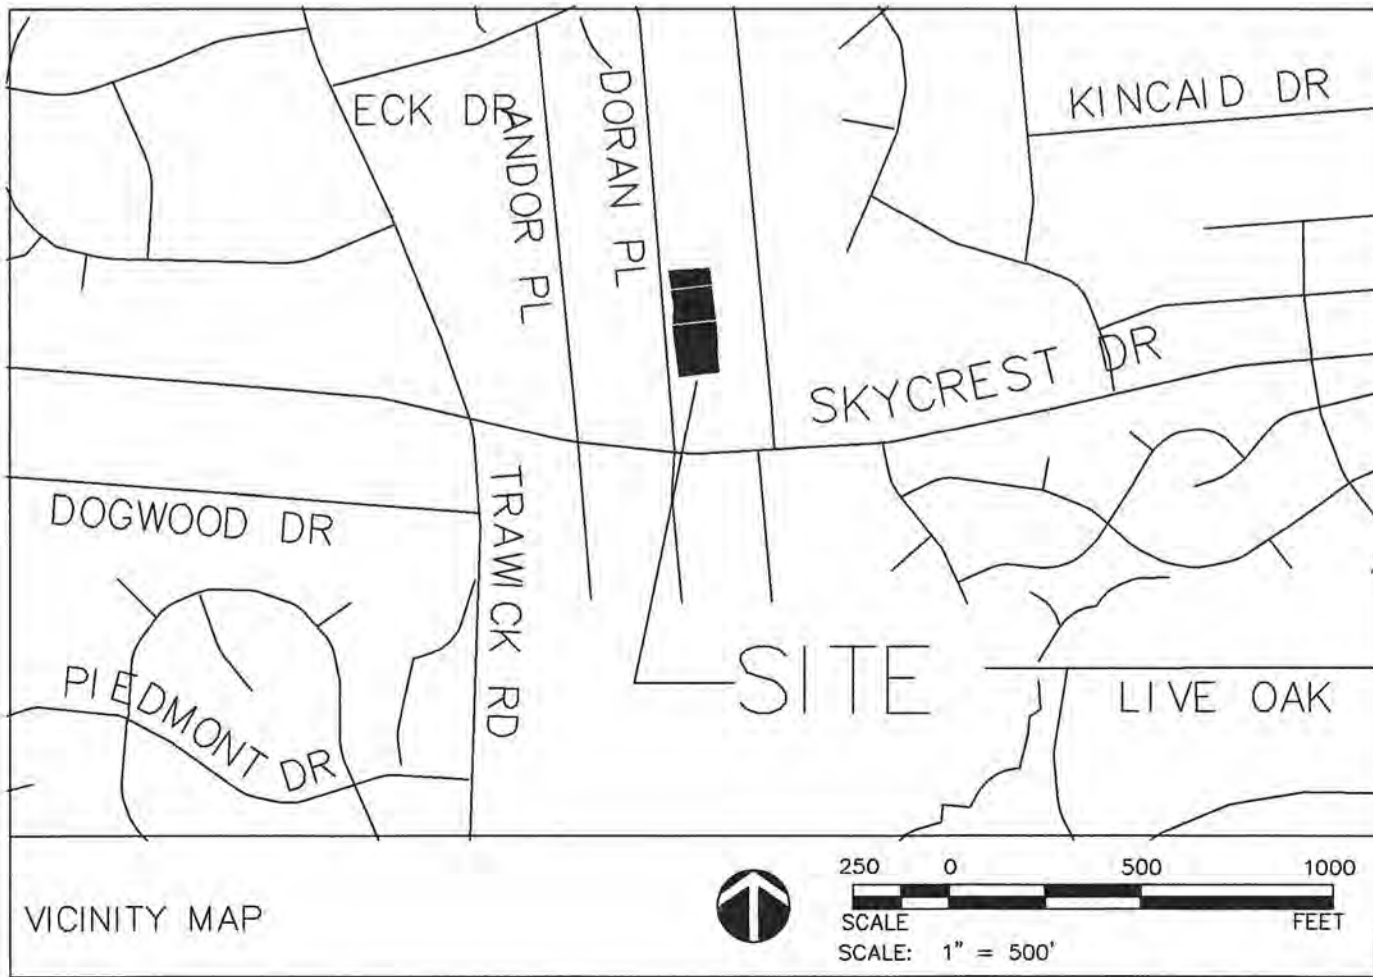 ECK DR
ANDOR PL
DORAN PL
KINCAID DR
SKYCREST DR
DOGWOOD DR
TRAWICK RD
PIEDMONT DR
SITE
LIVE OAK
VICINITY MAP
250 0 500 1000
SCALE FEET
SCALE: 1" = 500'